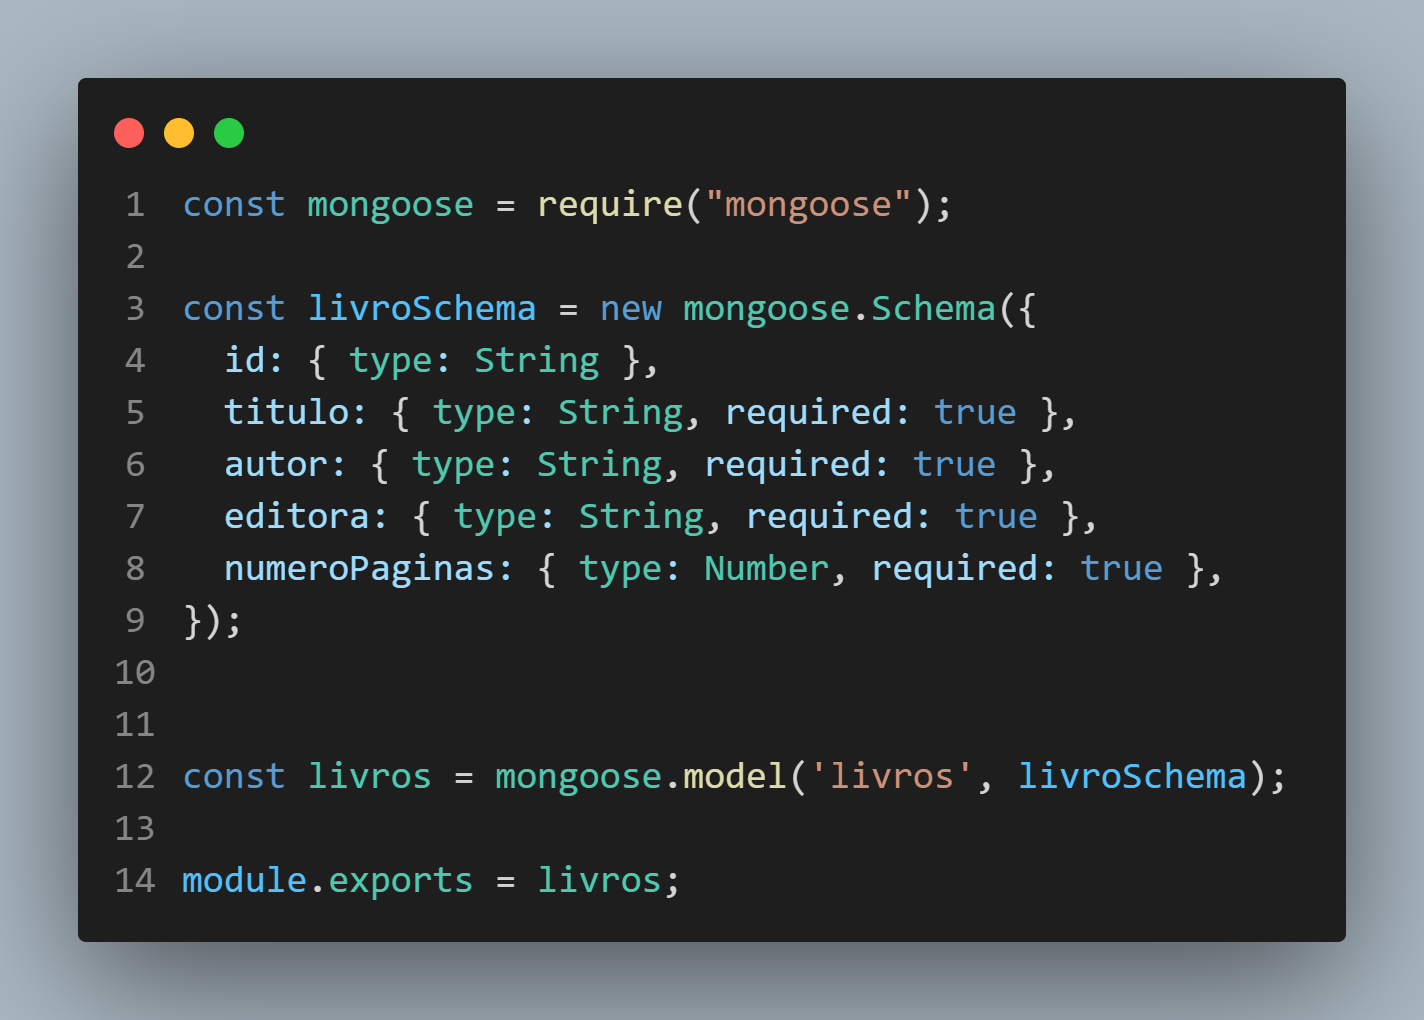 1 const mongoose = require("mongoose");
2
3 const livroSchema = new mongoose.Schema({
4   id: { type: String },
5   titulo: { type: String, required: true },
6   autor: { type: String, required: true },
7   editora: { type: String, required: true },
8   numeroPaginas: { type: Number, required: true },
9 });
10
11
12 const livros = mongoose.model('livros', livroSchema);
13
14 module.exports = livros;